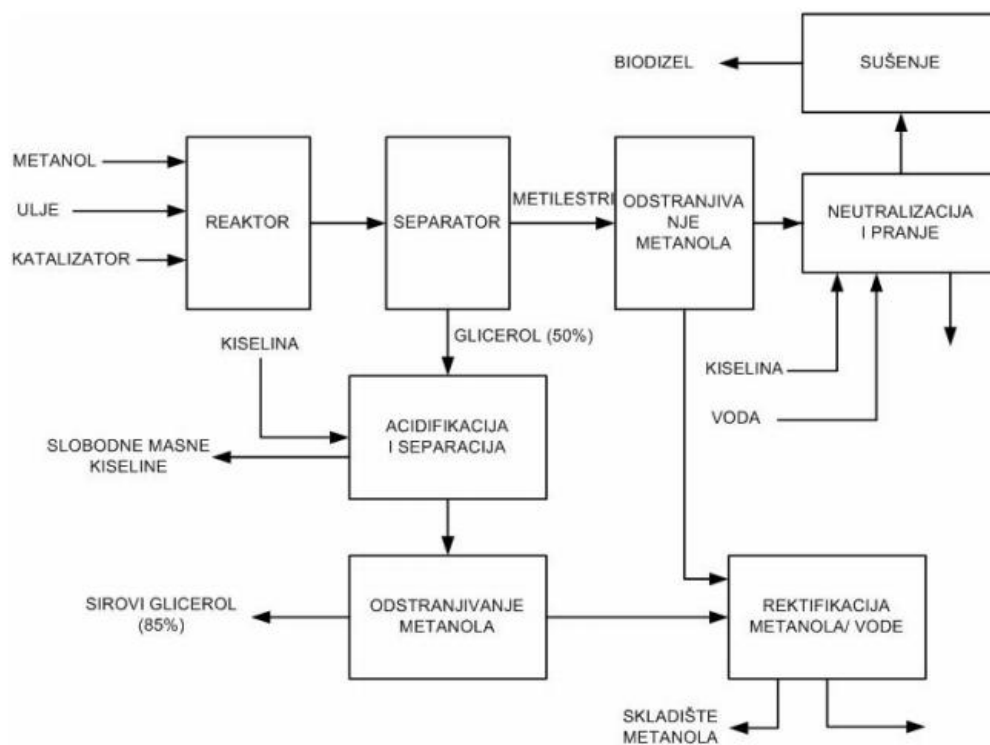 BIODIZEL
SUŠENJE
METANOL
ULJE
KATALIZATOR
REAKTOR
SEPARATOR
METILESTRI
ODSTRANJIVA
NJE
METANOLA
NEUTRALIZACIJA
I PRANJE
GLICEROL (50%)
KISELINA
KISELINA
VODA
ACIDIFIKACIJA
I SEPARACIJA
SLOBODNE MASNE
KISELINE
SIROVI GLICEROL
(85%)
ODSTRANJIVANJE
METANOLA
REKTIFIKACIJA
METANOLA/ VODE
SKLADIŠTE
METANOLA